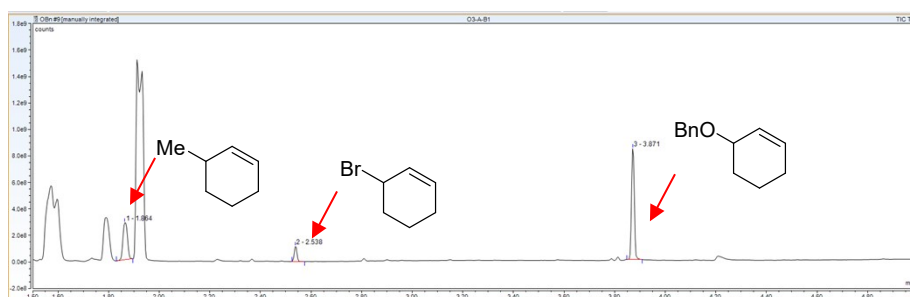 OBn #9 [manually integrated]
O3-A-B1
TIC T
counts
1.8e9
1.6e9
1.4e9
1.2e9
1.0e9
8.0e8
6.0e8
4.0e8
2.0e8
0.0e0
-2.0e8
Me
1 - 1.864
Br
2 - 2.538
BnO
3 - 3.871
1.80
2.00
2.20
2.40
2.60
2.80
3.00
3.20
3.40
3.60
3.80
4.00
4.20
4.40
4.60
4.80
m